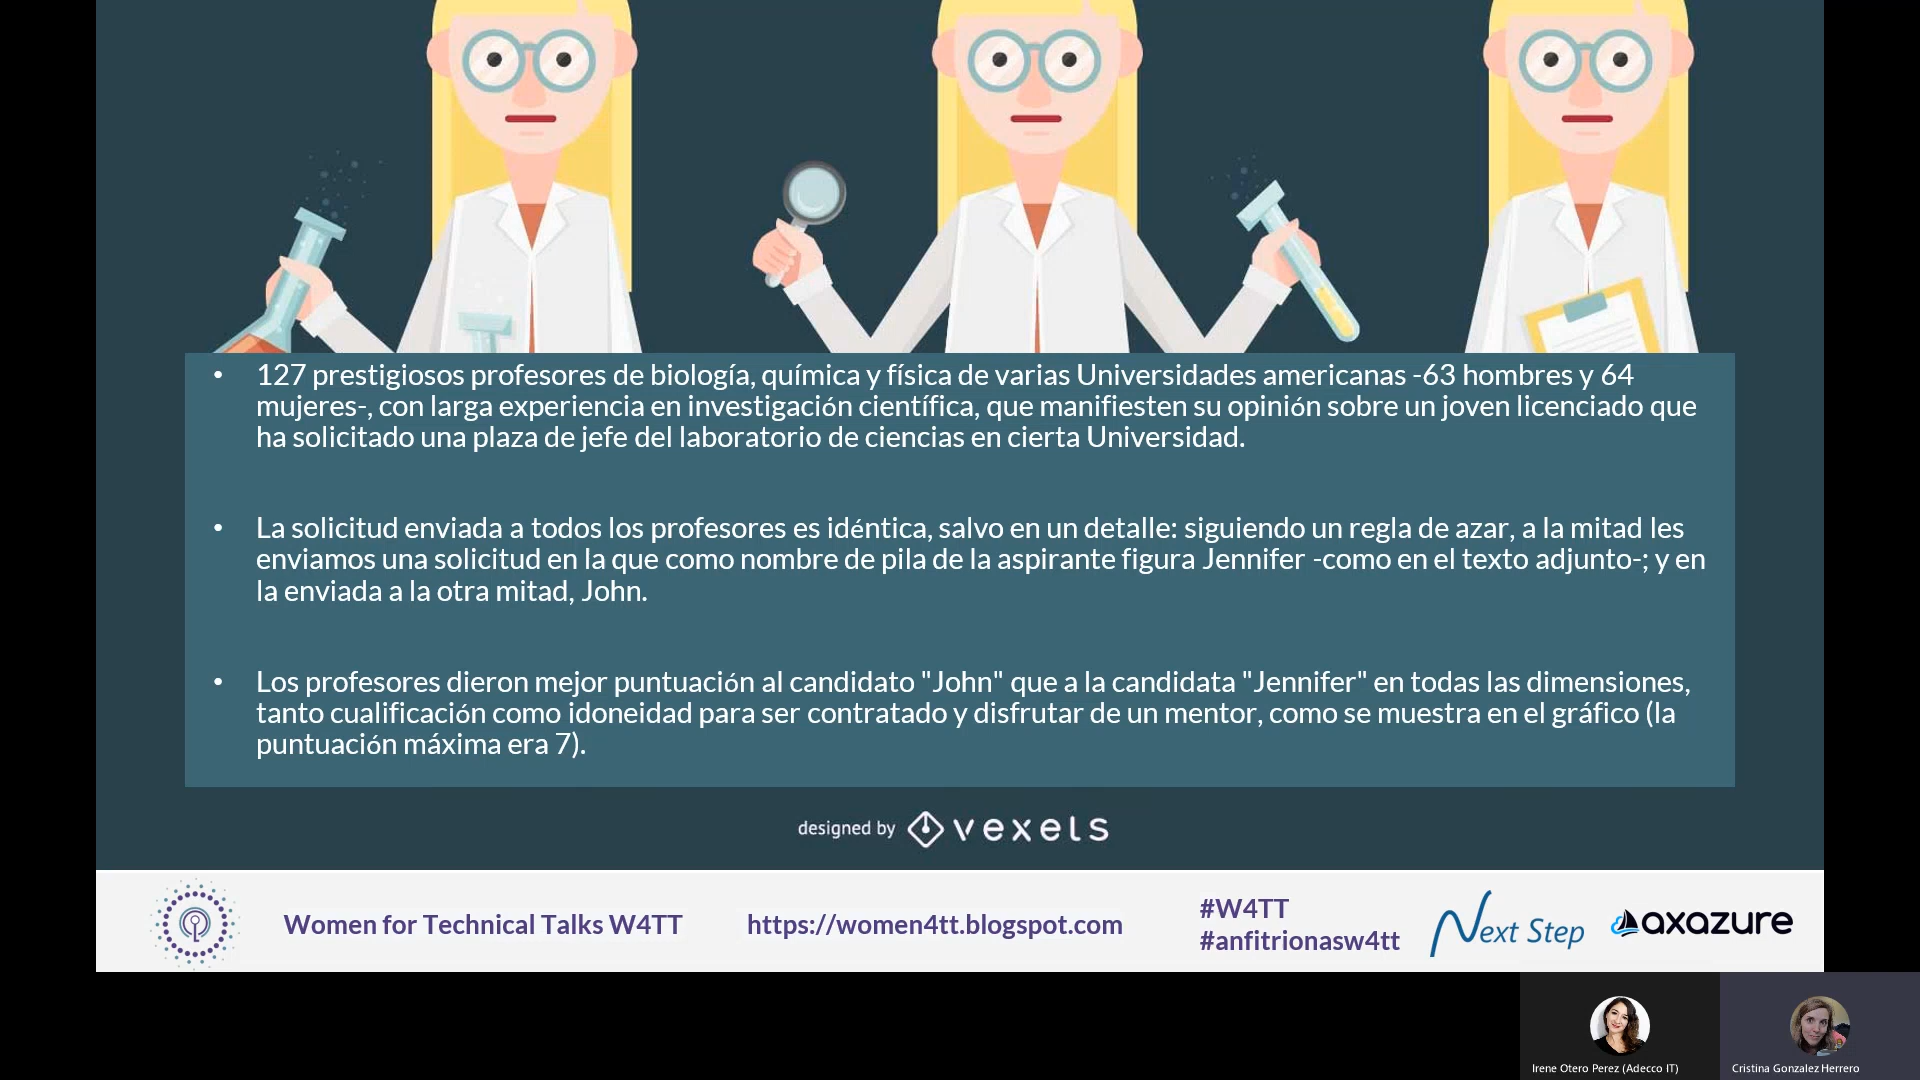 • 127 prestigiosos profesores de biología, química y física de varias Universidades americanas -63 hombres y 64
mujeres-, con larga experiencia en investigación científica, que manifiesten su opinión sobre un joven licenciado que
ha solicitado una plaza de jefe del laboratorio de ciencias en cierta Universidad.
• La solicitud enviada a todos los profesores es idéntica, salvo en un detalle: siguiendo un regla de azar, a la mitad les
enviamos una solicitud en la que como nombre de pila de la aspirante figura Jennifer -como en el texto adjunto-; y en
la enviada a la otra mitad, John.
• Los profesores dieron mejor puntuación al candidato "John" que a la candidata "Jennifer" en todas las dimensiones,
tanto cualificación como idoneidad para ser contratado y disfrutar de un mentor, como se muestra en el gráfico (la
puntuación máxima era 7).
designed by vexels
Women for Technical Talks W4TT
https://women4tt.blogspot.com
#W4TT
#anfitrionasw4tt
Next Step
axazure
Irene Otero Perez (Adecco IT)
Cristina Gonzalez Herrero